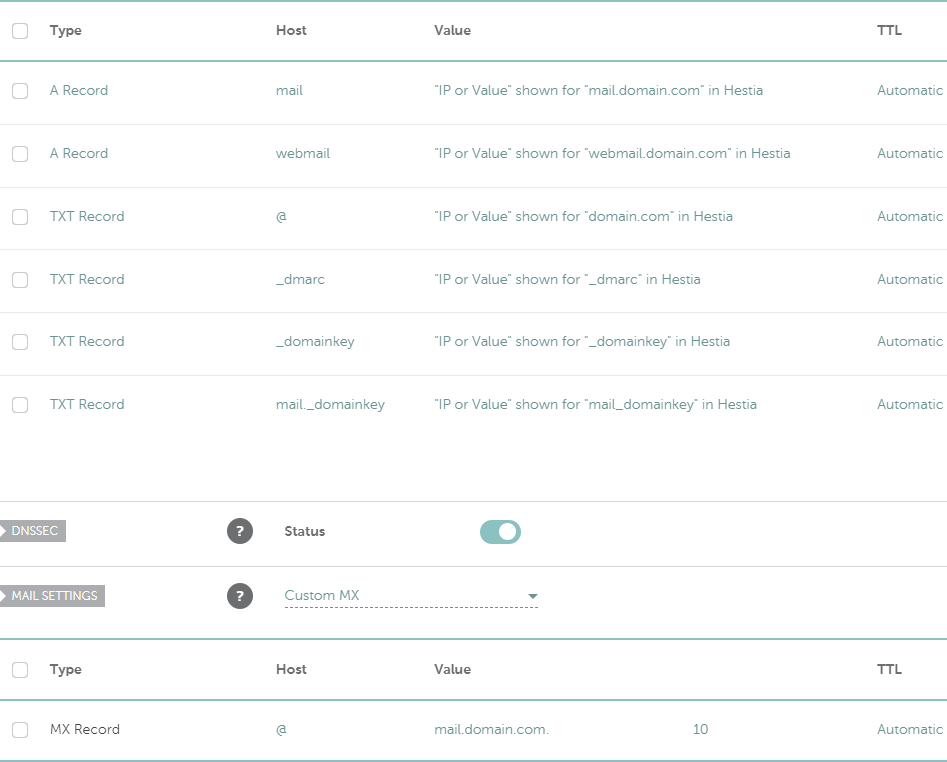 Type Host Value TTL
A Record mail "IP or Value" shown for "mail.domain.com" in Hestia Automatic
A Record webmail "IP or Value" shown for "webmail.domain.com" in Hestia Automatic
TXT Record @ "IP or Value" shown for "domain.com" in Hestia Automatic
TXT Record _dmarc "IP or Value" shown for "_dmarc" in Hestia Automatic
TXT Record _domainkey "IP or Value" shown for "_domainkey" in Hestia Automatic
TXT Record mail._domainkey "IP or Value" shown for "mail_domainkey" in Hestia Automatic
DNSSEC ? Status
MAIL SETTINGS ? Custom MX
Type Host Value TTL
MX Record @ mail.domain.com. 10 Automatic